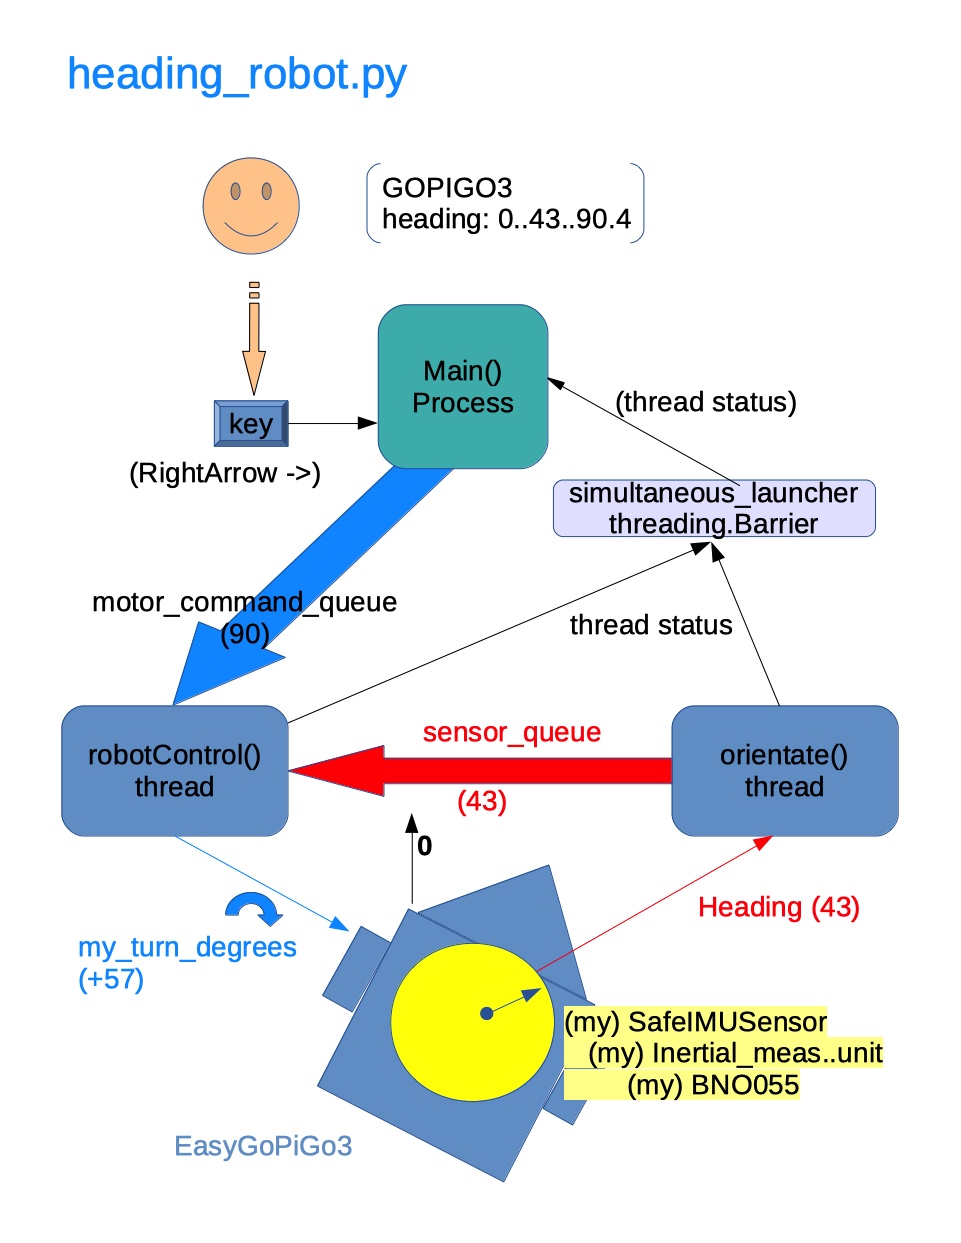 heading_robot.py
GOPIGO3
heading: 0..43..90.4
Main()
Process
(thread status)
key
(RightArrow ->)
simultaneous_launcher
threading.Barrier
motor_command_queue
(90)
thread status
sensor_queue
robotControl()
thread
orientate()
thread
(43)
0
Heading (43)
my_turn_degrees
(+57)
(my) SafeIMUSensor
(my) Inertial_meas..unit
(my) BNO055
EasyGoPiGo3